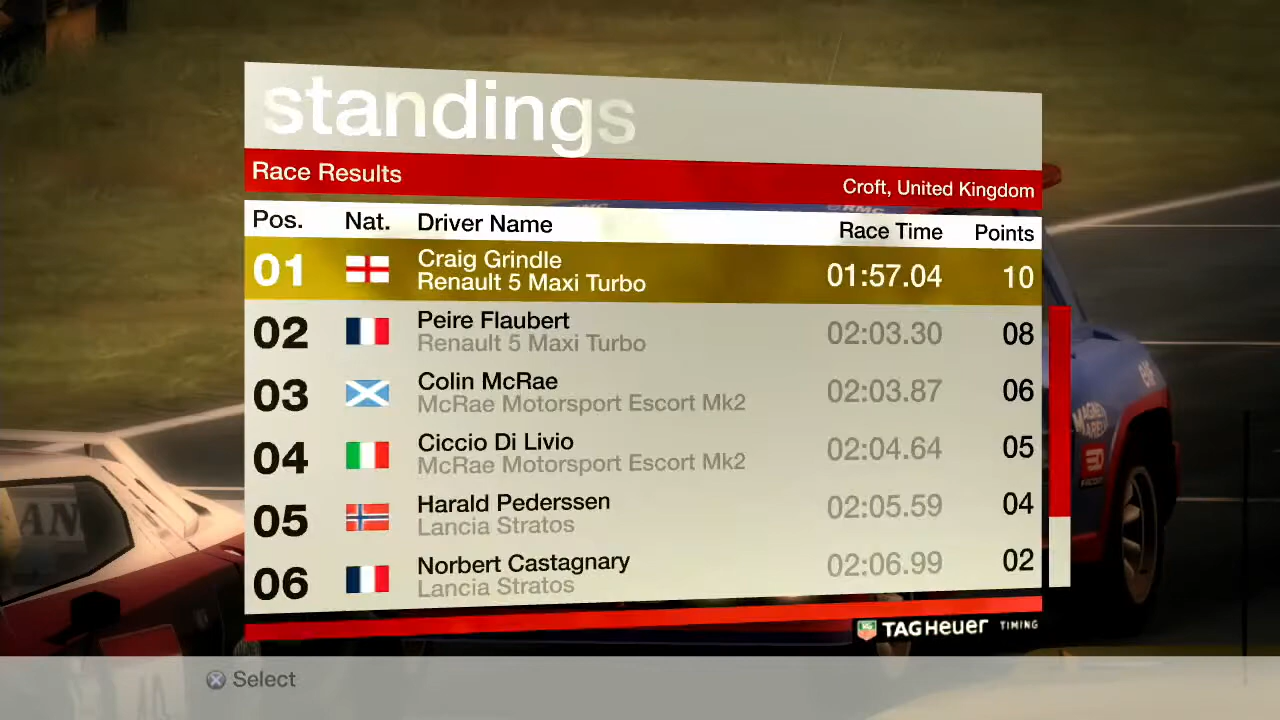 standings
Race Results
Croft, United Kingdom
Pos. Nat. Driver Name Race Time Points
01 Craig Grindle 01:57.04 10
Renault 5 Maxi Turbo
02 Peire Flaubert 02:03.30 08
Renault 5 Maxi Turbo
03 Colin McRae 02:03.87 06
McRae Motorsport Escort Mk2
04 Ciccio Di Livio 02:04.64 05
McRae Motorsport Escort Mk2
05 Harald Pederssen 02:05.59 04
Lancia Stratos
06 Norbert Castagnary 02:06.99 02
Lancia Stratos
TAGHeuer TIMING
Select